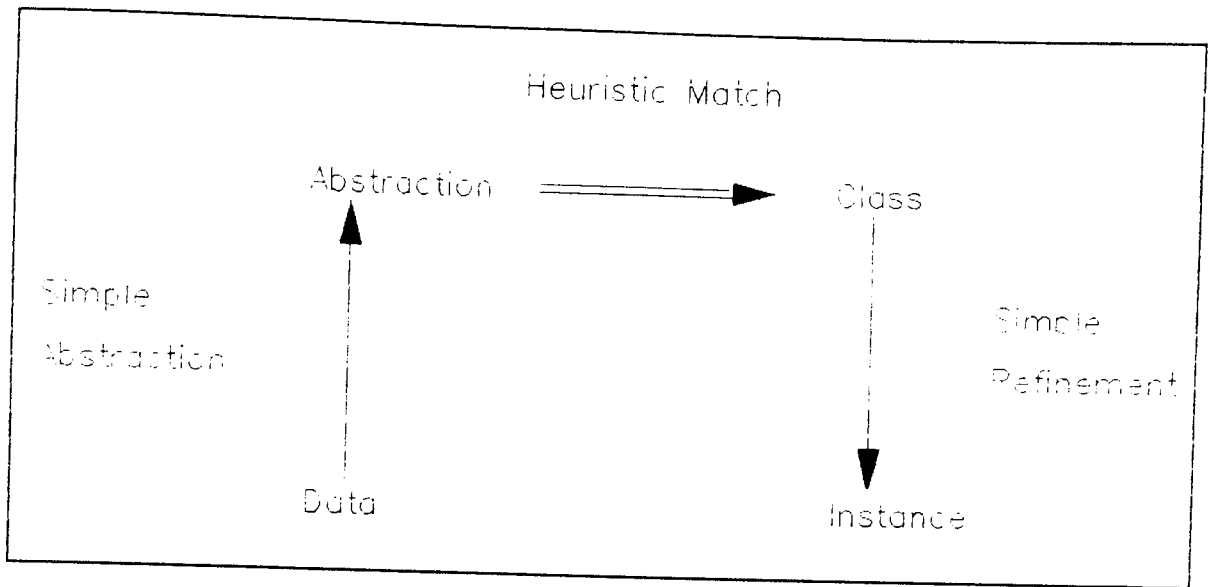 Heuristic Match
Abstraction
Class
Simple
Abstraction
Simple
Refinement
Data
Instance